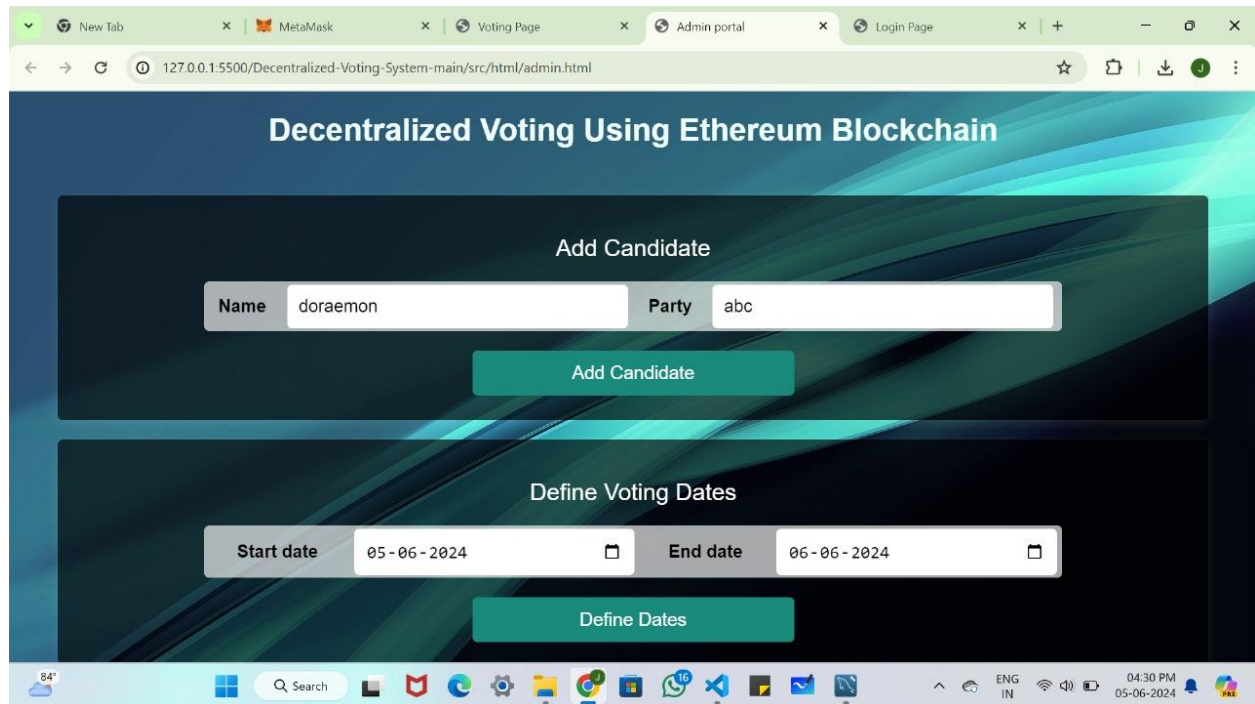 New Tab
MetaMask
Voting Page
Admin portal
Login Page
127.0.0.1:5500/Decentralized-Voting-System-main/src/html/admin.html
J
Decentralized Voting Using Ethereum Blockchain
Add Candidate
Name doraemon Party abc
Add Candidate
Define Voting Dates
Start date 05-06-2024 End date 06-06-2024
Define Dates
84°
Search
16
ENG
IN
04:30 PM
05-06-2024
PRE